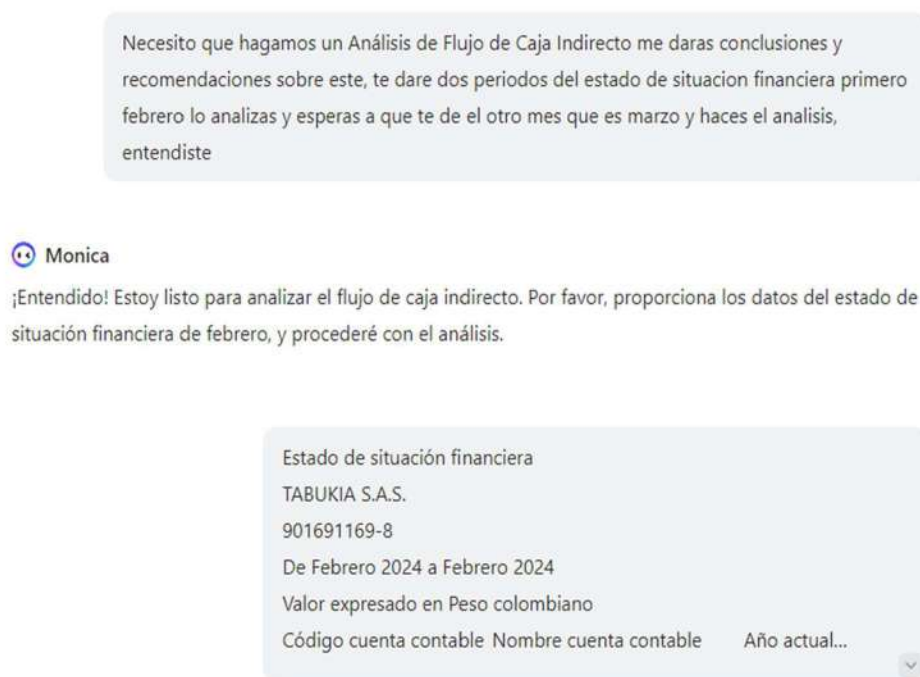 Necesito que hagamos un Análisis de Flujo de Caja Indirecto me daras conclusiones y
recomendaciones sobre este, te dare dos periodos del estado de situacion financiera primero
febrero lo analizas y esperas a que te de el otro mes que es marzo y haces el analisis,
entendiste
Monica
¡Entendido! Estoy listo para analizar el flujo de caja indirecto. Por favor, proporciona los datos del estado de
situación financiera de febrero, y procederé con el análisis.
Estado de situación financiera
TABUKIA S.A.S.
901691169-8
De Febrero 2024 a Febrero 2024
Valor expresado en Peso colombiano
Código cuenta contable Nombre cuenta contable Año actual...